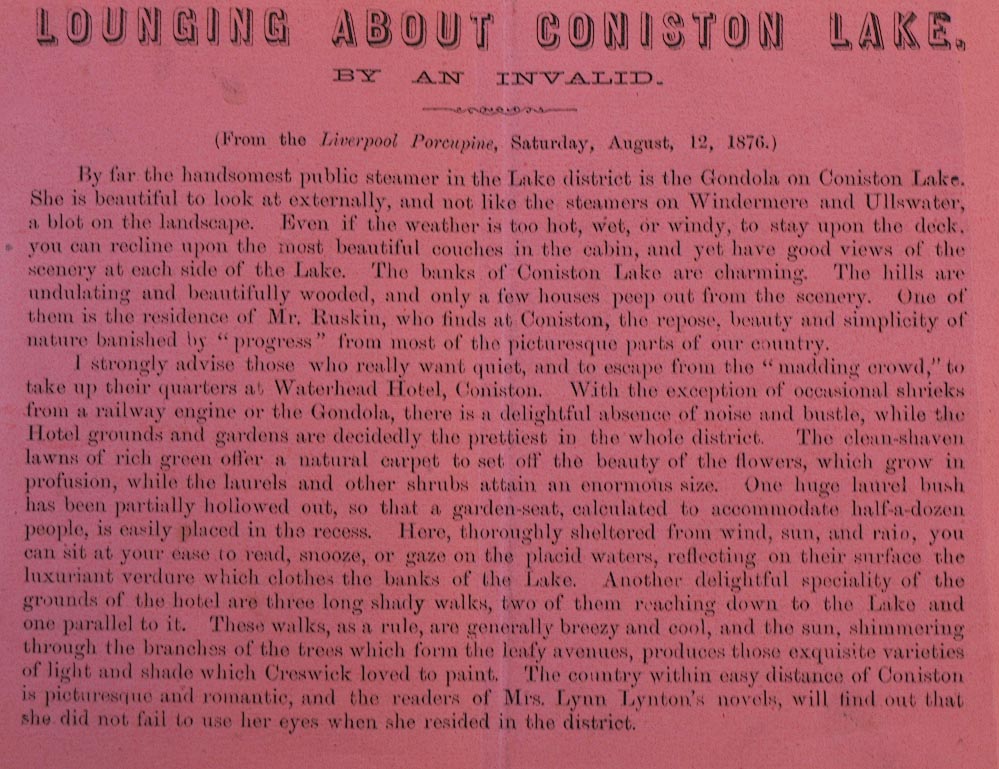 LOUNGING ABOUT CONISTON LAKE.
BY AN INVALID.
(From the Liverpool Porcupine, Saturday, August, 12, 1876.)
By far the handsomest public steamer in the Lake district is the Gondola on Coniston Lake.
She is beautiful to look at externally, and not like the steamers on Windermere and Ullswater,
a blot on the landscape. Even if the weather is too hot, wet, or windy, to stay upon the deck,
you can recline upon the most beautiful couches in the cabin, and yet have good views of the
scenery at each side of the Lake. The banks of Coniston Lake are charming. The hills are
undulating and beautifully wooded, and only a few houses peep out from the scenery. One of
them is the residence of Mr. Ruskin, who finds at Coniston, the repose, beauty and simplicity of
nature banished by "progress" from most of the picturesque parts of our country.
I strongly advise those who really want quiet, and to escape from the "madding crowd," to
take up their quarters at Waterhead Hotel, Coniston. With the exception of occasional shrieks
from a railway engine or the Gondola, there is a delightful absence of noise and bustle, while the
Hotel grounds and gardens are decidedly the prettiest in the whole district. The clean-shaven
lawns of rich green offer a natural carpet to set off the beauty of the flowers, which grow in
profusion, while the laurels and other shrubs attain an enormous size. One huge laurel bush
has been partially hollowed out, so that a garden-seat, calculated to accommodate half-a-dozen
people, is easily placed in the recess. Here, thoroughly sheltered from wind, sun, and rain, you
can sit at your ease to read, snooze, or gaze on the placid waters, reflecting on their surface the
luxuriant verdure which clothes the banks of the Lake. Another delightful speciality of the
grounds of the hotel are three long shady walks, two of them reaching down to the Lake and
one parallel to it. These walks, as a rule, are generally breezy and cool, and the sun, shimmering
through the branches of the trees which form the leafy avenues, produces those exquisite varieties
of light and shade which Creswick loved to paint. The country within easy distance of Coniston
is picturesque and romantic, and the readers of Mrs. Lynn Lynton's novels, will find out that
she did not fail to use her eyes when she resided in the district.